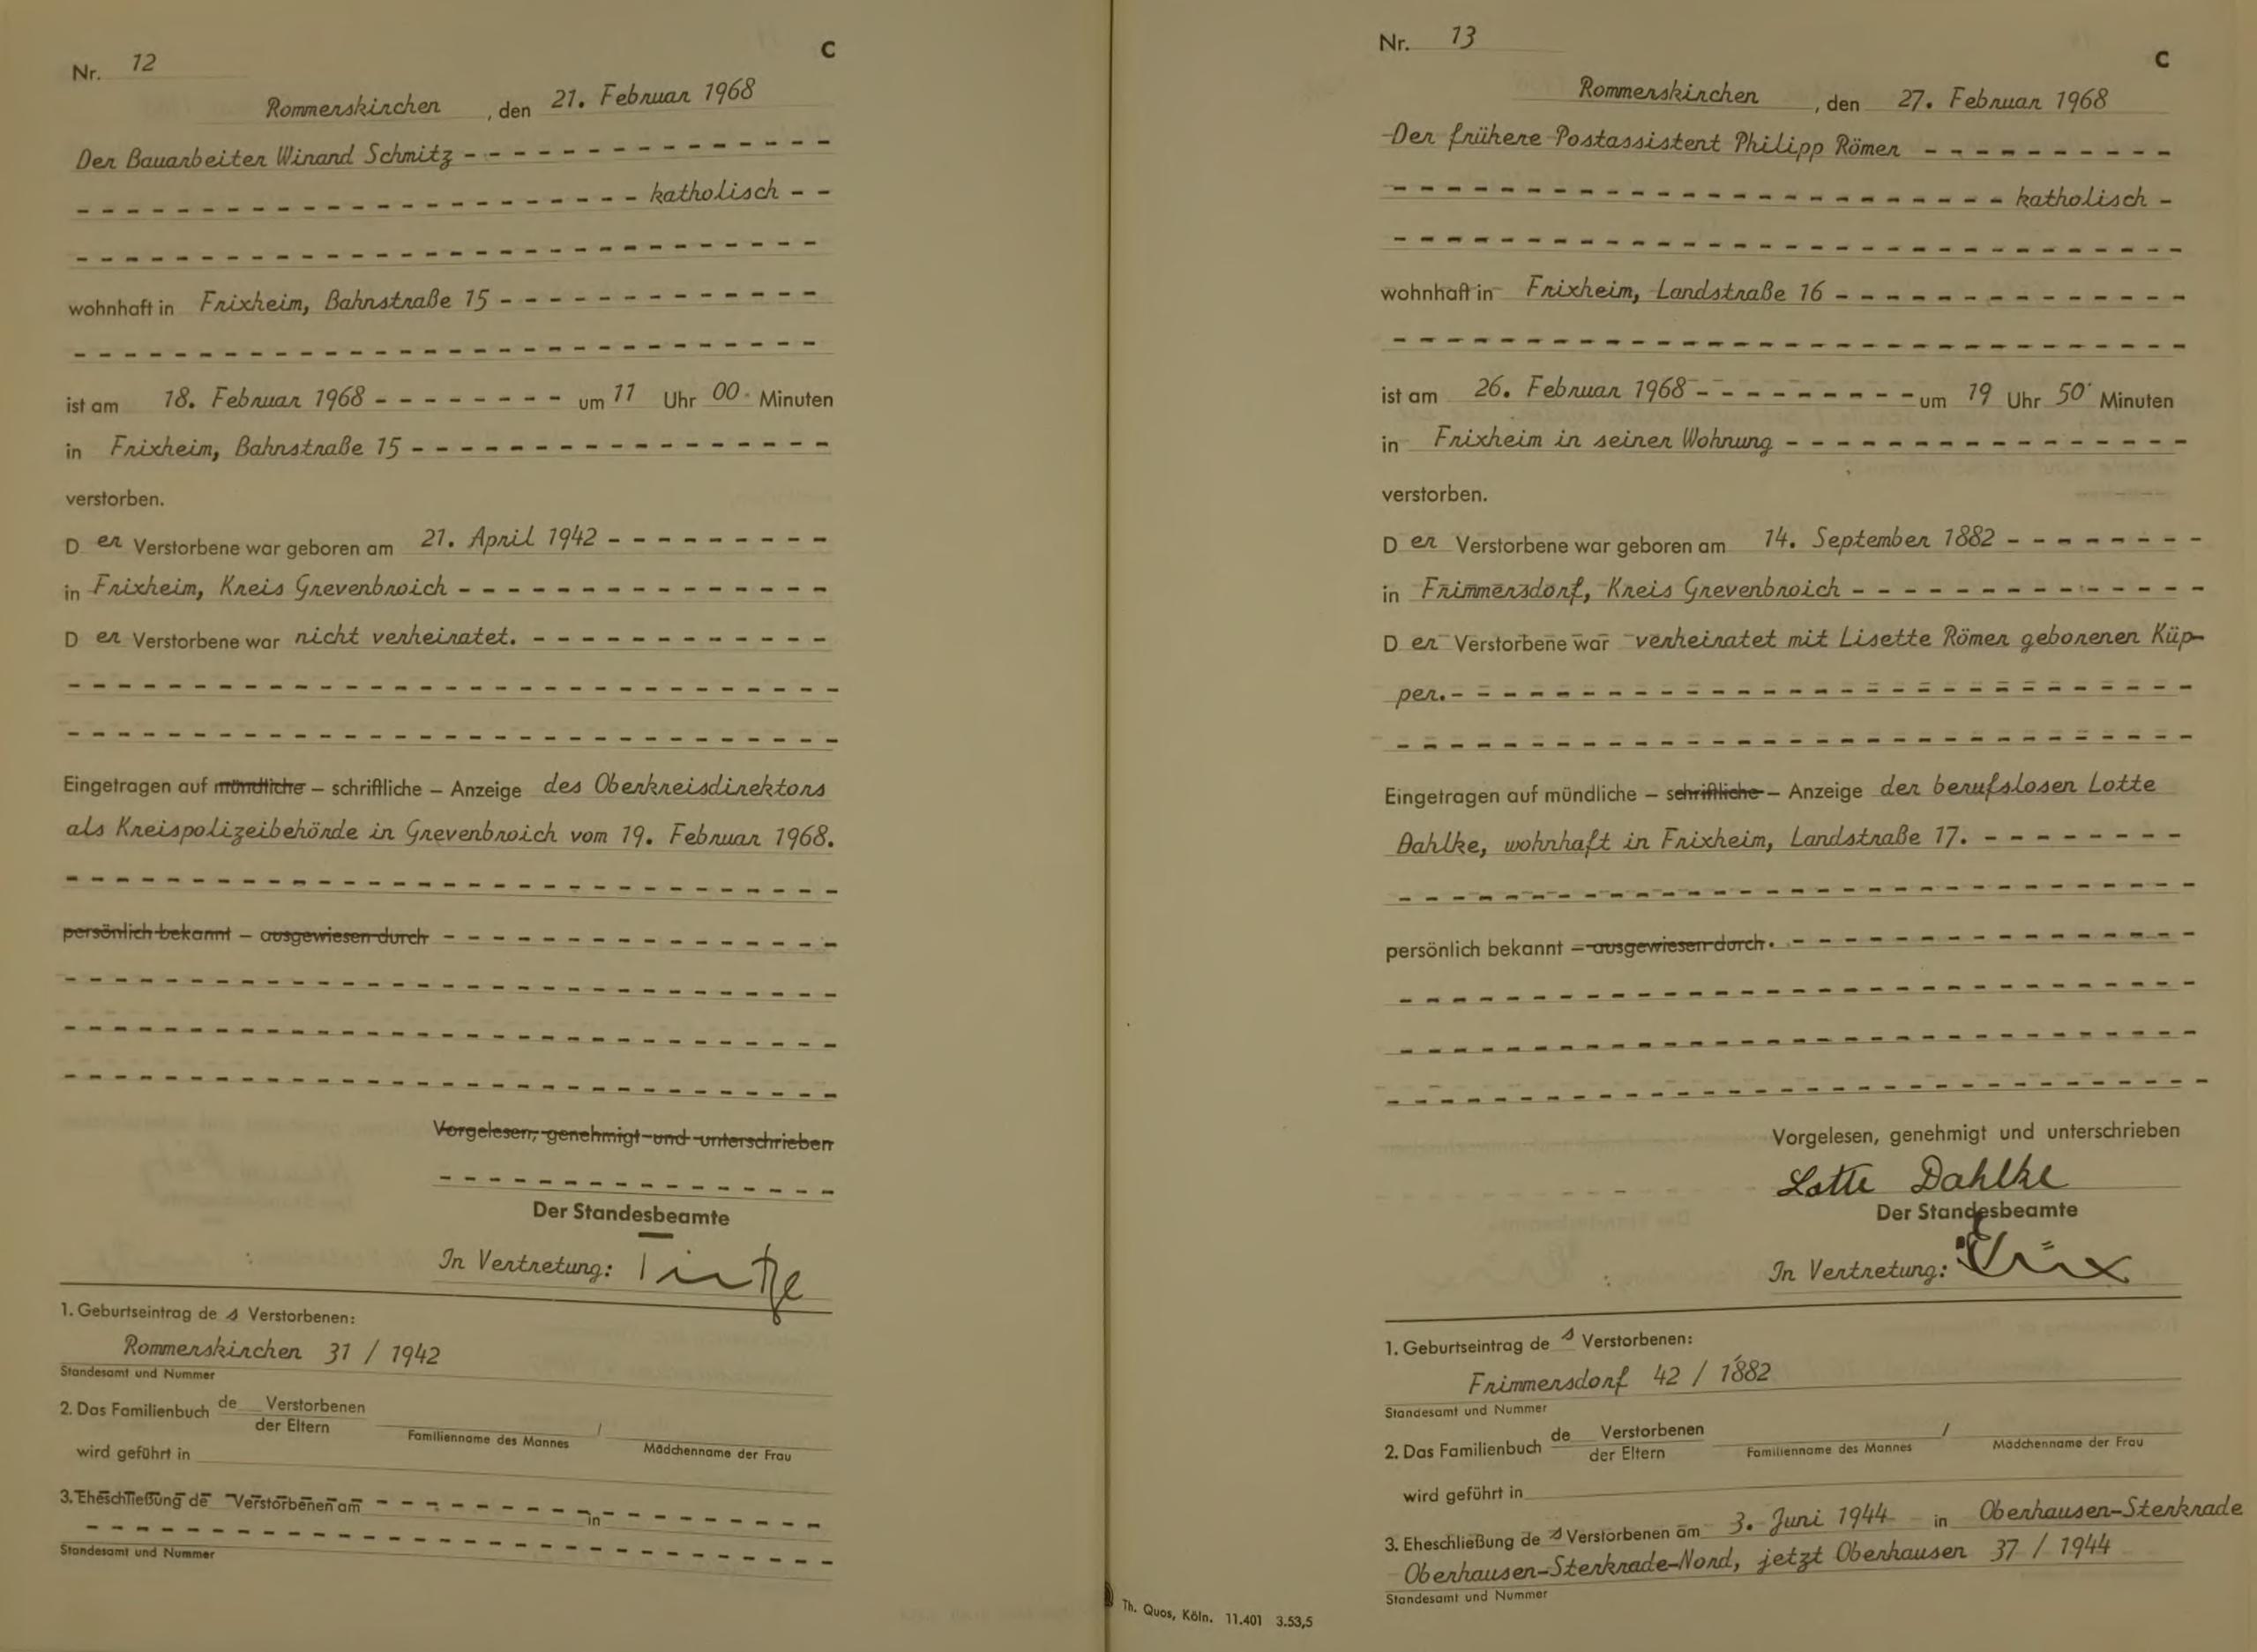 Nr. 12
C
Rommerskirchen, den 21. Februar 1968
Der Bauarbeiter Winand Schmitz - - - - - - - - - - - - - - -
- - - - - - - - - - - - - - - - - - - - katholisch - -
wohnhaft in Frixheim, Bahnstraße 15 - - - - - - - - - - - - -
ist am 18. Februar 1968 - - - - - - - - um 11 Uhr 00 Minuten
in Frixheim, Bahnstraße 15 - - - - - - - - - - - - - - - - -
verstorben.
D er Verstorbene war geboren am 21. April 1942 - - - - - - - - -
in Frixheim, Kreis Grevenbroich - - - - - - - - - - - - - - -
D er Verstorbene war nicht verheiratet. - - - - - - - - - - - -
Eingetragen auf mündliche – schriftliche – Anzeige des Oberkreisdirektors
als Kreispolizeibehörde in Grevenbroich vom 19. Februar 1968.
persönlich bekannt – ausgewiesen durch - - - - - - - - - - - - - -
Vorgelesen, genehmigt und unterschrieben
Der Standesbeamte
In Vertretung:
1. Geburtseintrag de s Verstorbenen:
Rommerskirchen 31 / 1942
Standesamt und Nummer
2. Das Familienbuch de Verstorbenen
der Eltern
Familienname des Mannes / Mädchenname der Frau
wird geführt in
3. Eheschließung de Verstorbenen am - - - - - - - - in - - - - - - - -
Standesamt und Nummer
Nr. 13
C
Rommerskirchen, den 27. Februar 1968
-Der frühere Postassistent Philipp Römer - - - - - - - - - -
- - - - - - - - - - - - - - - - - - - - - - - katholisch -
wohnhaft in Frixheim, Landstraße 16 - - - - - - - - - - - - - -
ist am 26. Februar 1968 - - - - - - - - - um 19 Uhr 50 Minuten
in Frixheim in seiner Wohnung - - - - - - - - - - - - - - - -
verstorben.
D er Verstorbene war geboren am 14. September 1882 - - - - - - - -
in Frimmersdorf, Kreis Grevenbroich - - - - - - - - - - - - - -
D er Verstorbene war verheiratet mit Lisette Römer geborenen Küp-
per. - - - - - - - - - - - - - - - - - - - - - - - - - - - -
Eingetragen auf mündliche – schriftliche – Anzeige der berufslosen Lotte
Dahlke, wohnhaft in Frixheim, Landstraße 17. - - - - - - - -
persönlich bekannt – ausgewiesen durch. - - - - - - - - - - - - - - -
Vorgelesen, genehmigt und unterschrieben
Lotte Dahlke
Der Standesbeamte
In Vertretung:
1. Geburtseintrag de s Verstorbenen:
Frimmersdorf 42 / 1882
Standesamt und Nummer
2. Das Familienbuch de Verstorbenen
der Eltern
Familienname des Mannes / Mädchenname der Frau
wird geführt in
3. Eheschließung de s Verstorbenen am 3. Juni 1944 in Oberhausen-Sterkrade
Oberhausen-Sterkrade-Nord, jetzt Oberhausen 37 / 1944
Standesamt und Nummer
Th. Quos, Köln. 11.401 3.53,5